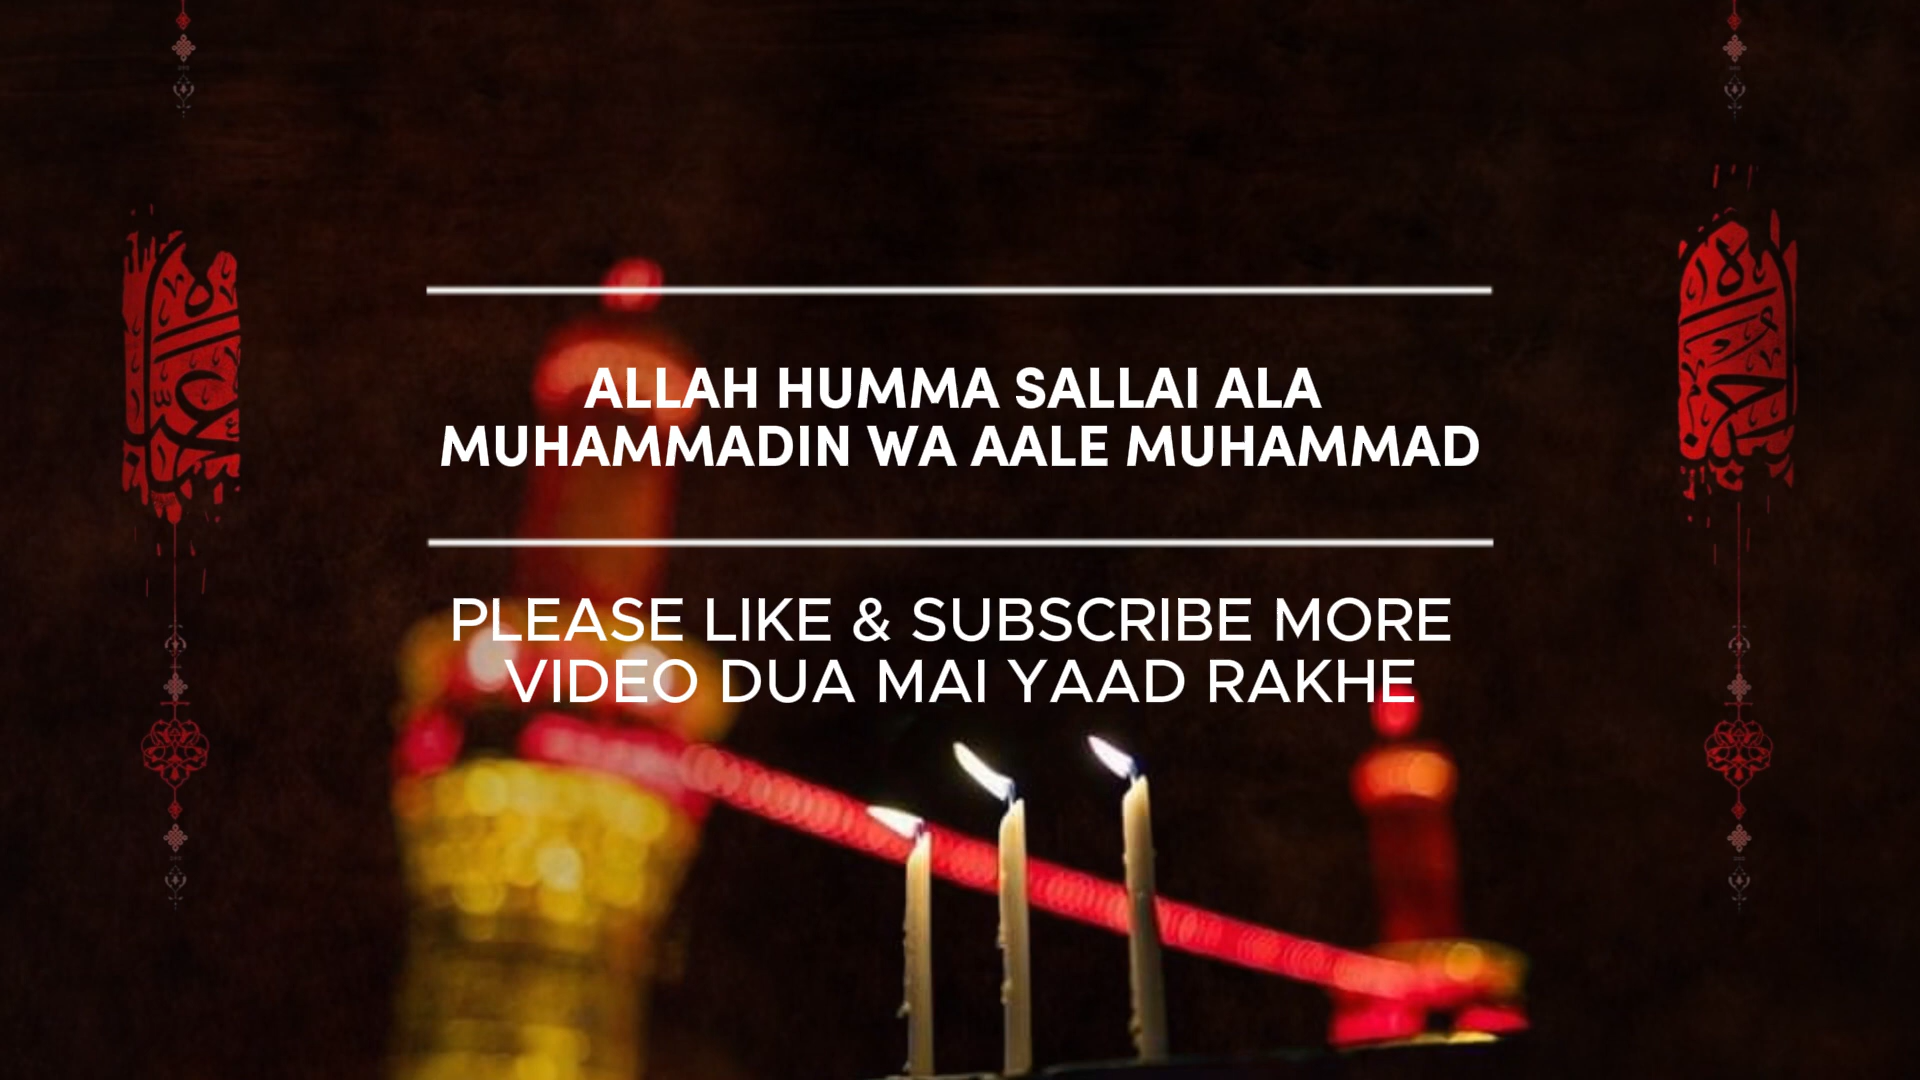 ALLAH HUMMA SALLAI ALA
MUHAMMADIN WA AALE MUHAMMAD
PLEASE LIKE & SUBSCRIBE MORE
VIDEO DUA MAI YAAD RAKHE